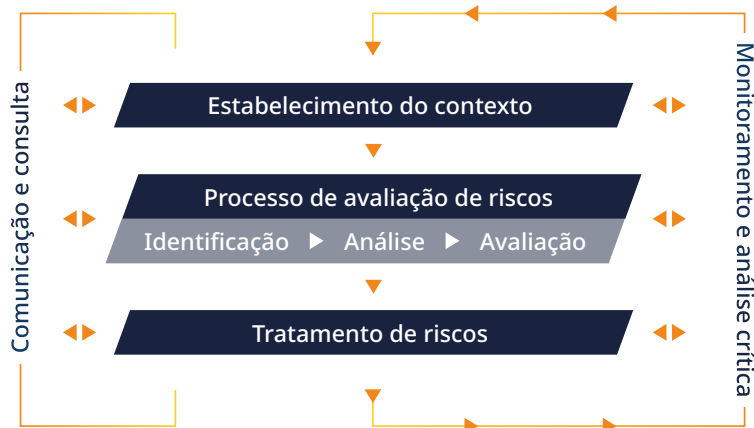 Comunicação e consulta
Estabelecimento do contexto
Processo de avaliação de riscos
Identificação Análise Avaliação
Tratamento de riscos
Monitoramento e análise crítica